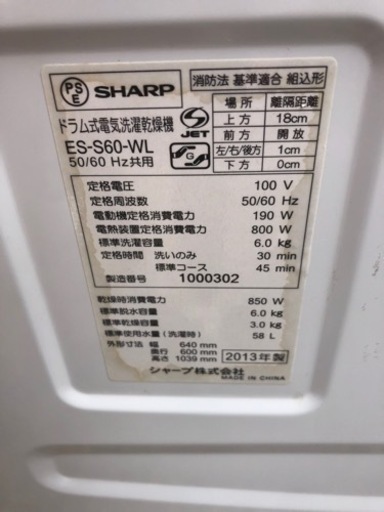 PS
E
SHARP
ドラム式電気洗濯乾燥機
ES-S60-WL
50/60 Hz共用
S
JET
G
消防法 基準適合 組込形
場所 離隔距離
上方 18cm
前方 開放
左/右/後方 1cm
下方 0cm
定格電圧 100 V
定格周波数 50/60 Hz
電動機定格消費電力 190 W
電熱装置定格消費電力 800 W
標準洗濯容量 6.0 kg
定格時間 洗いのみ 30 min
標準コース 45 min
製造番号 1000302
乾燥時消費電力 850 W
標準脱水容量 6.0 kg
標準乾燥容量 3.0 kg
標準使用水量(洗濯時) 58 L
外形寸法 幅 640 mm
奥行 600 mm
高さ 1039 mm
2013年製
シャープ株式会社
MADE IN CHINA